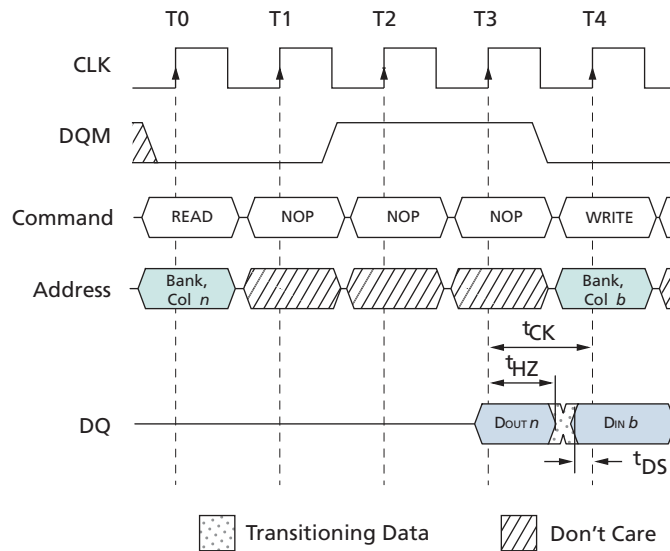 T0 T1 T2 T3 T4
CLK
DQM
Command READ NOP NOP NOP WRITE
Address Bank, Col n Bank, Col b
tCK
tHZ
DQ DOUT n DIN b
tDS
Transitioning Data Don't Care